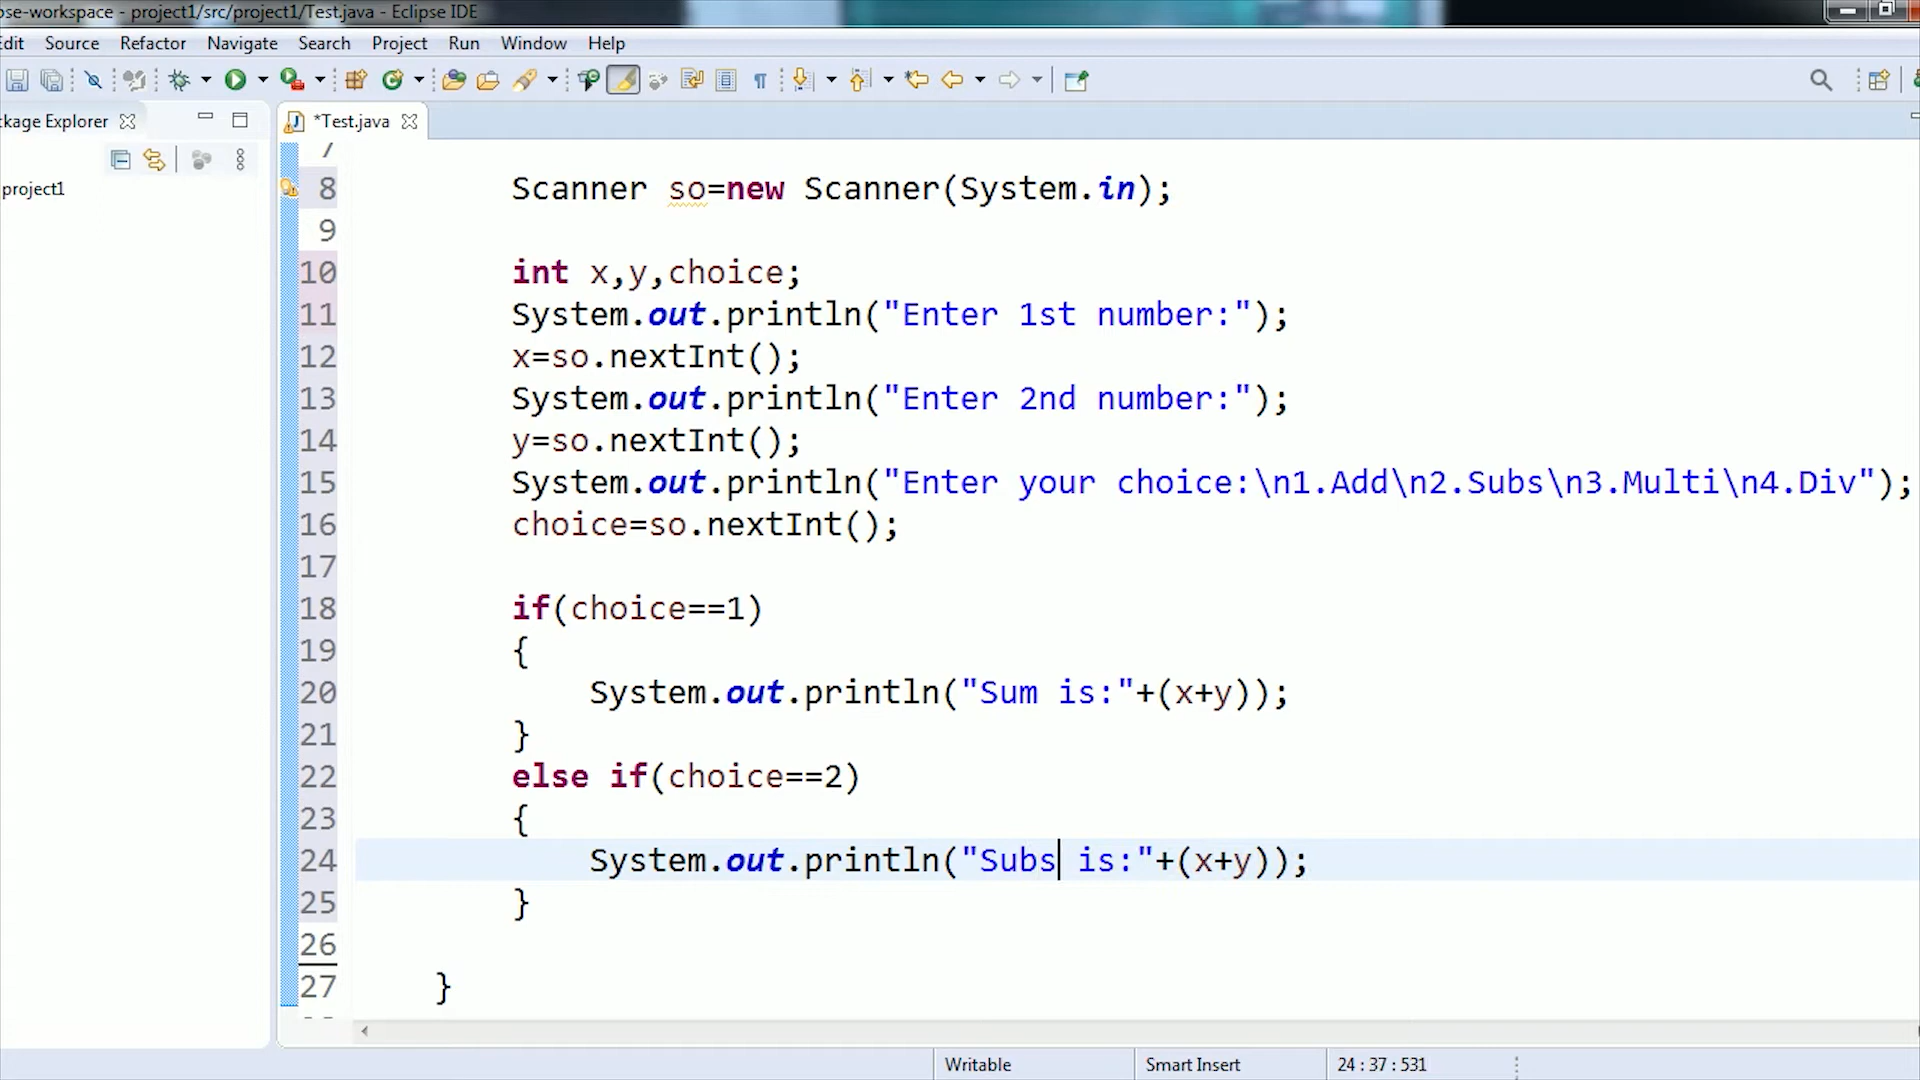 pse-workspace - project1/src/project1/Test.java - Eclipse IDE
Edit Source Refactor Navigate Search Project Run Window Help
ckage Explorer
*Test.java
project1
7
8 Scanner so=new Scanner(System.in);
9
10 int x,y,choice;
11 System.out.println("Enter 1st number:");
12 x=so.nextInt();
13 System.out.println("Enter 2nd number:");
14 y=so.nextInt();
15 System.out.println("Enter your choice:\n1.Add\n2.Subs\n3.Multi\n4.Div");
16 choice=so.nextInt();
17
18 if(choice==1)
19 {
20 System.out.println("Sum is:"+(x+y));
21 }
22 else if(choice==2)
23 {
24 System.out.println("Subs is:"+(x+y));
25 }
26
27 }
Writable Smart Insert 24 : 37 : 531